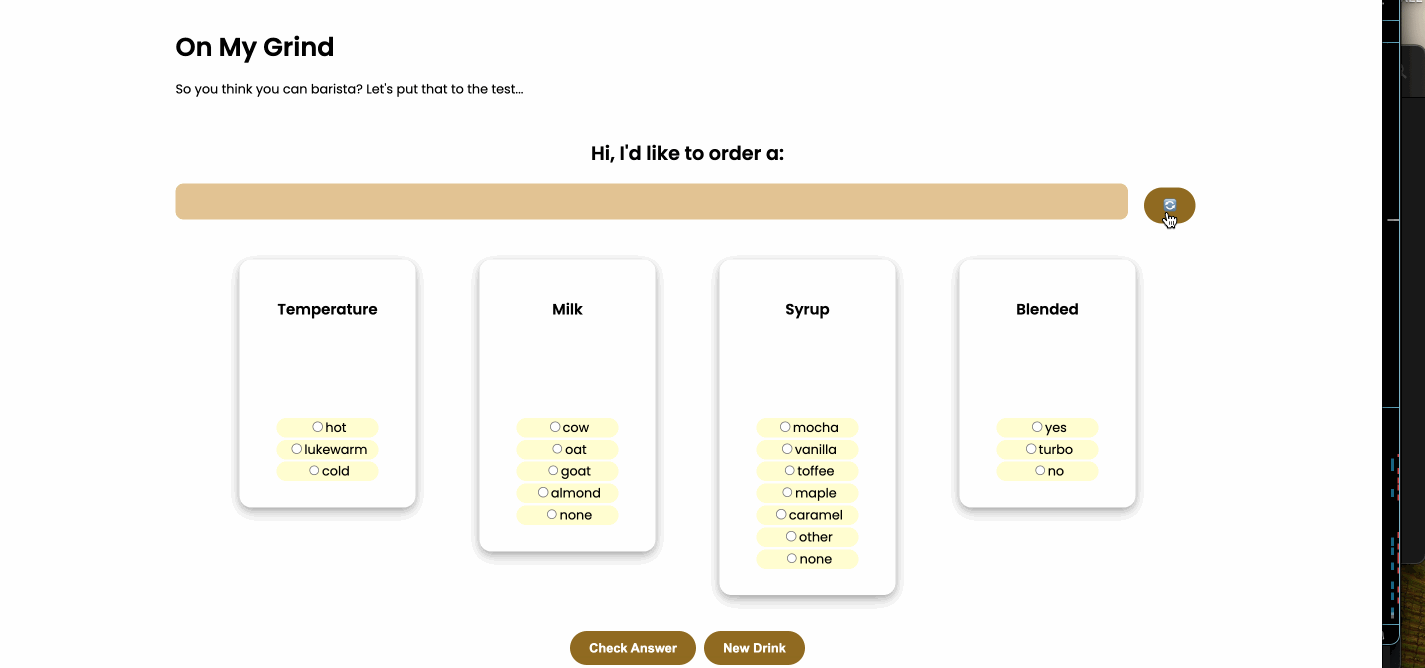 On My Grind
So you think you can barista? Let's put that to the test...
Hi, I'd like to order a:
Temperature
hot
lukewarm
cold
Milk
cow
oat
goat
almond
none
Syrup
mocha
vanilla
toffee
maple
caramel
other
none
Blended
yes
turbo
no
Check Answer
New Drink